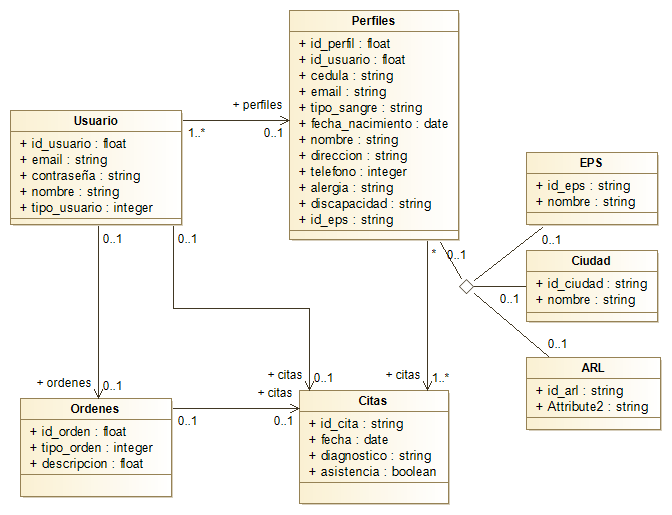 Perfiles
+ id_perfil : float
+ id_usuario : float
+ cedula : string
+ email : string
+ tipo_sangre : string
+ fecha_nacimiento : date
+ nombre : string
+ direccion : string
+ telefono : integer
+ alergia : string
+ discapacidad : string
+ id_eps : string
+ perfiles
1..*
0..1
Usuario
+ id_usuario : float
+ email : string
+ contraseña : string
+ nombre : string
+ tipo_usuario : integer
EPS
+ id_eps : string
+ nombre : string
0..1
0..1
0..1
*
0..1
Ciudad
+ id_ciudad : string
+ nombre : string
0..1
0..1
ARL
+ id_arl : string
+ Attribute2 : string
+ ordenes
0..1
+ citas
0..1
+ citas
1..*
+ citas
0..1
0..1
Ordenes
+ id_orden : float
+ tipo_orden : integer
+ descripcion : float
Citas
+ id_cita : string
+ fecha : date
+ diagnostico : string
+ asistencia : boolean